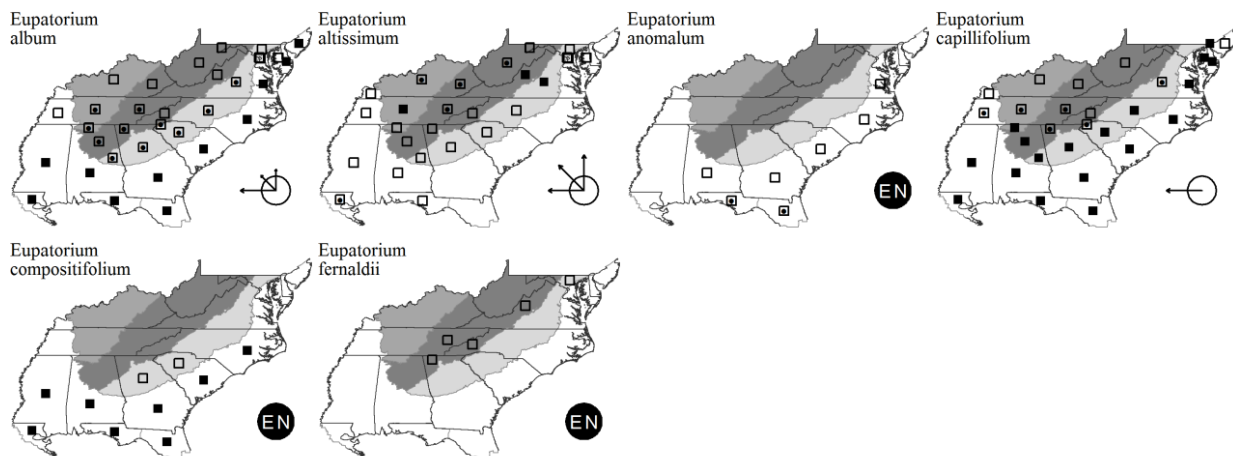 Eupatorium
album
Eupatorium
altissimum
Eupatorium
anomalum
EN
Eupatorium
capillifolium
Eupatorium
compositifolium
EN
Eupatorium
fernaldii
EN